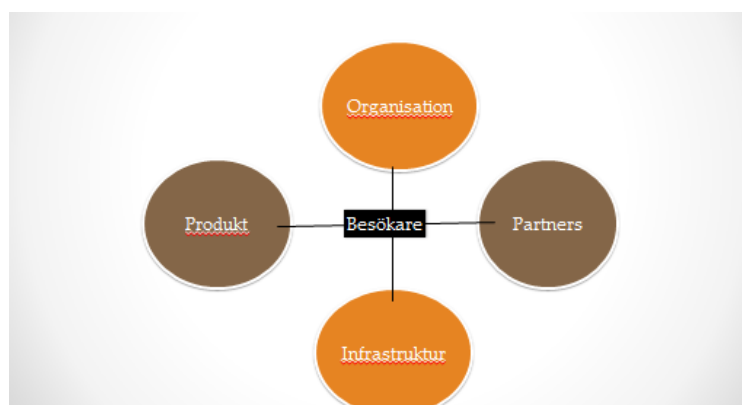 Organisation
Produkt
Besökare
Partners
Infrastruktur